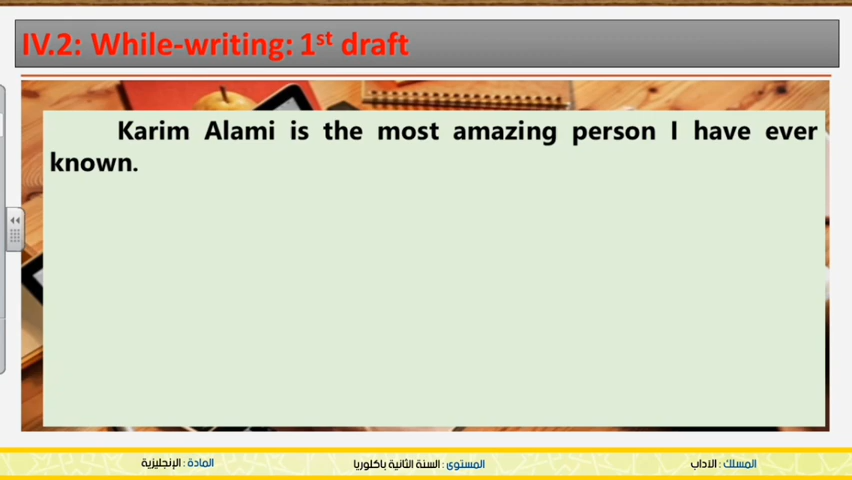 IV.2: While-writing: 1st draft
Karim Alami is the most amazing person I have ever
known.
المسلك : الآداب
المستوى : السنة الثانية باكلوريا
المادة : الإنجليزية